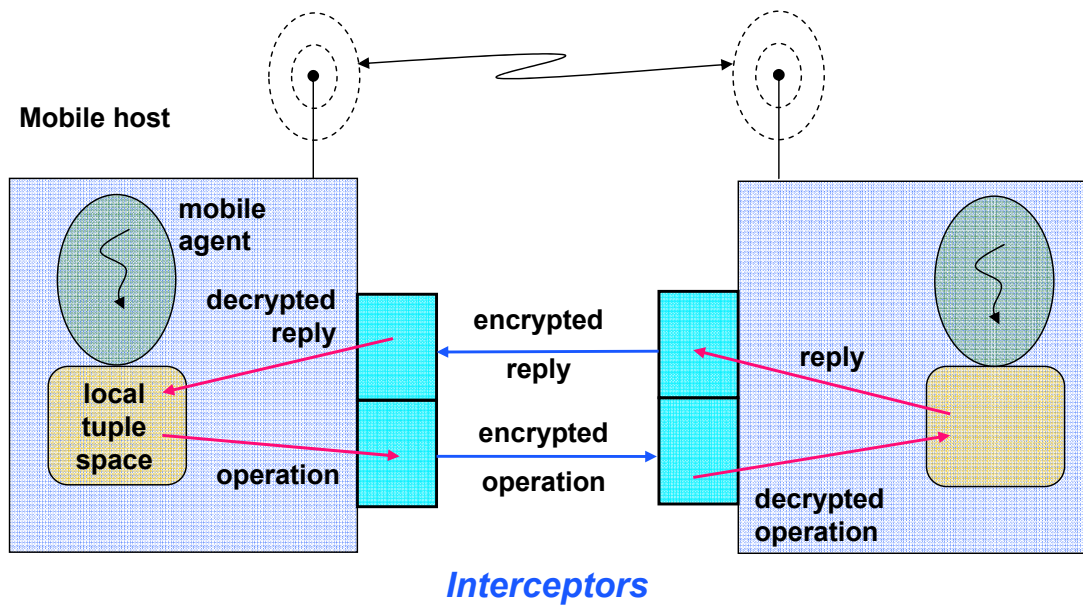 Mobile host
mobile
agent
decrypted
reply
encrypted
reply
reply
local
tuple
space
operation
encrypted
operation
decrypted
operation
Interceptors